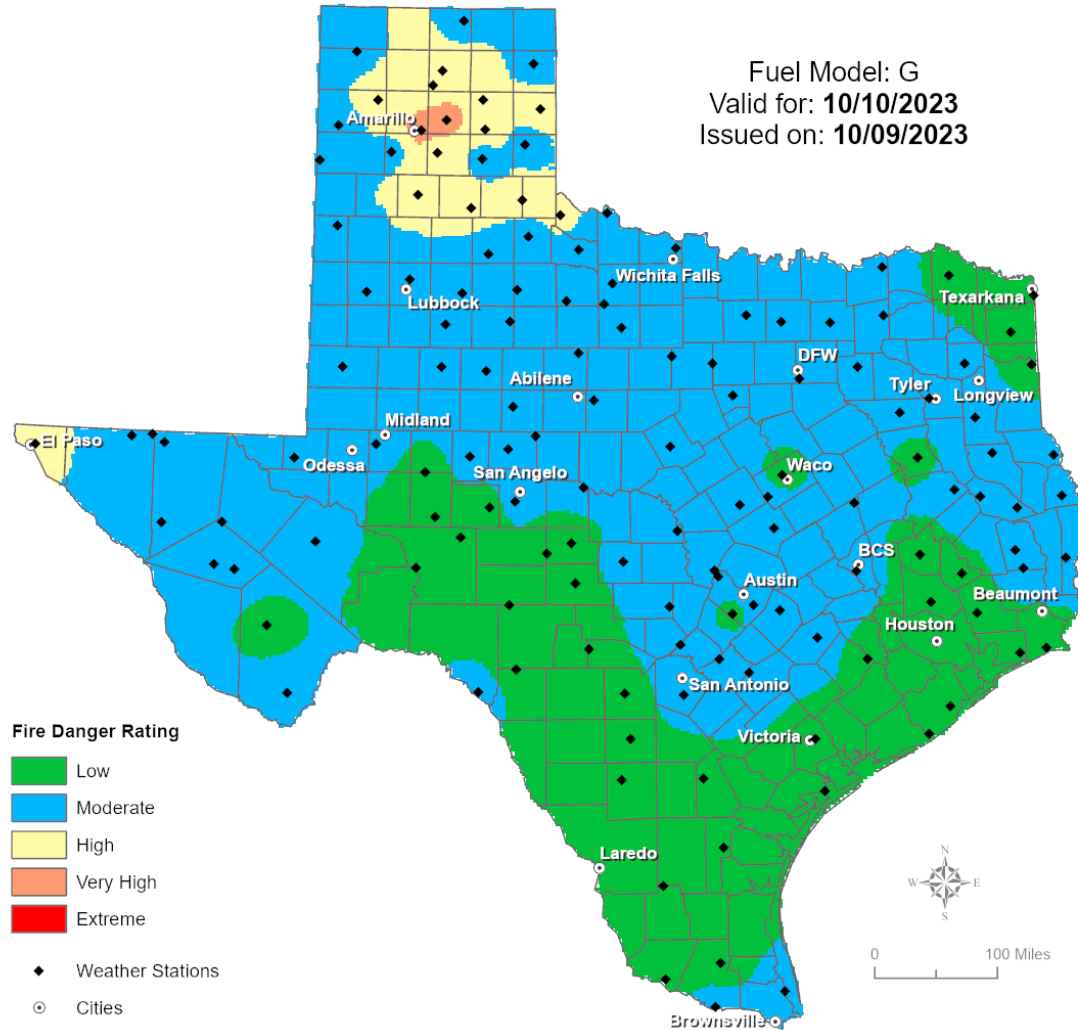 Fuel Model: G
Valid for: 10/10/2023
Issued on: 10/09/2023
Amarillo
Wichita Falls
Lubbock
Texarkana
DFW
Abilene
Tyler
Longview
Midland
El Paso
Odessa
San Angelo
Waco
BCS
Austin
Beaumont
Houston
San Antonio
Victoria
Laredo
Brownsville
Fire Danger Rating
Low
Moderate
High
Very High
Extreme
Weather Stations
Cities
N
W E
S
0 100 Miles